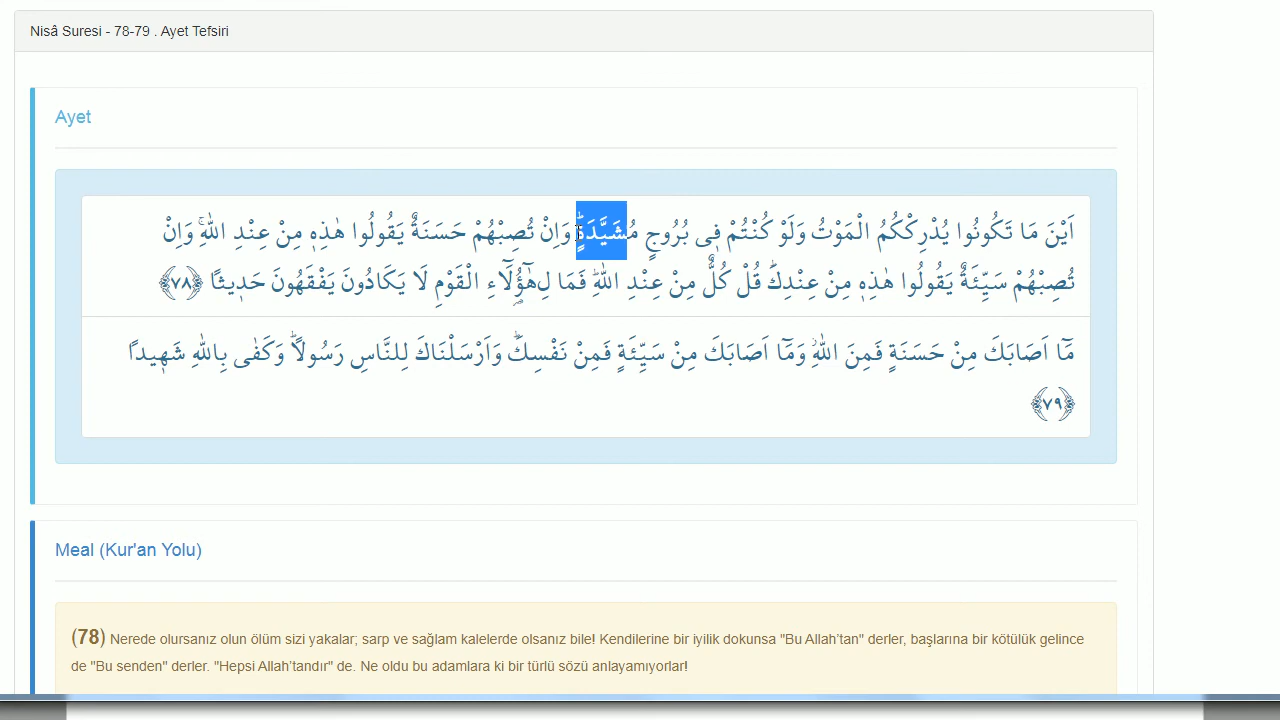 Nisâ Suresi - 78-79 . Ayet Tefsiri
Ayet
اَيْنَ مَا تَكُونُوا يُدْرِكْكُمُ الْمَوْتُ وَلَوْ كُنْتُمْ ف۪ي بُرُوجٍ مُشَيَّدَةٍۜ وَاِنْ تُصِبْهُمْ حَسَنَةٌ يَقُولُوا هٰذِه۪ مِنْ عِنْدِ اللّٰهِۚ وَاِنْ
تُصِبْهُمْ سَيِّئَةٌ يَقُولُوا هٰذِه۪ مِنْ عِنْدِكَۜ قُلْ كُلٌّ مِنْ عِنْدِ اللّٰهِۜ فَمَا لِهٰٓؤُ۬لَٓاءِ الْقَوْمِ لَا يَكَادُونَ يَفْقَهُونَ حَد۪يثًا ﴿٧٨﴾
مَٓا اَصَابَكَ مِنْ حَسَنَةٍ فَمِنَ اللّٰهِۘ وَمَٓا اَصَابَكَ مِنْ سَيِّئَةٍ فَمِنْ نَفْسِكَۜ وَاَرْسَلْنَاكَ لِلنَّاسِ رَسُولًاۜ وَكَفٰى بِاللّٰهِ شَه۪يدًا
﴿٧٩﴾
Meal (Kur'an Yolu)
(78) Nerede olursanız olun ölüm sizi yakalar; sarp ve sağlam kalelerde olsanız bile! Kendilerine bir iyilik dokunsa "Bu Allah’tan" derler, başlarına bir kötülük gelince
de "Bu senden" derler. "Hepsi Allah’tandır" de. Ne oldu bu adamlara ki bir türlü sözü anlayamıyorlar!